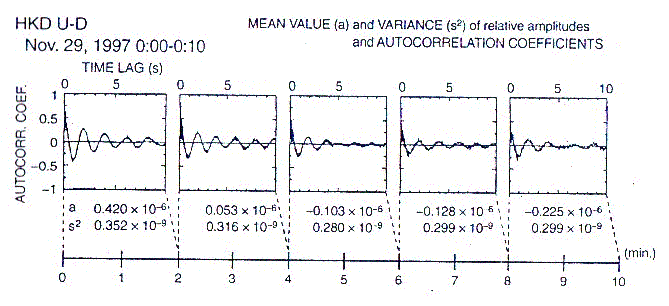 HKD U-D
MEAN VALUE (a) and VARIANCE (s²) of relative amplitudes
Nov. 29, 1997 0:00-0:10
and AUTOCORRELATION COEFFICIENTS
TIME LAG (s)
0 5 0 5 0 5 0 5 0 5 10
AUTOCORR. COEF.
1
0.5
0
−0.5
−1
a 0.420 × 10⁻⁶ 0.053 × 10⁻⁶ −0.103 × 10⁻⁶ −0.128 × 10⁻⁶ −0.225 × 10⁻⁶
s² 0.352 × 10⁻⁹ 0.316 × 10⁻⁹ 0.280 × 10⁻⁹ 0.299 × 10⁻⁹ 0.299 × 10⁻⁹
(min.)
0 1 2 3 4 5 6 7 8 9 10